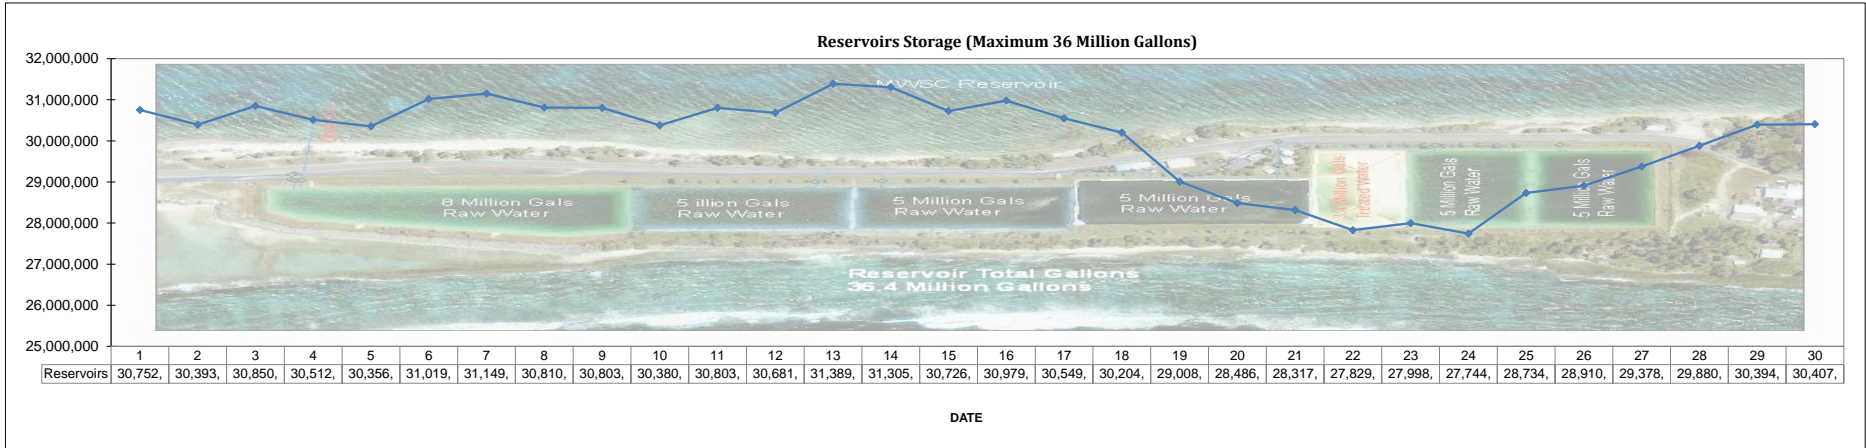 Reservoirs Storage (Maximum 36 Million Gallons)
32,000,000
31,000,000
30,000,000
29,000,000
28,000,000
27,000,000
26,000,000
25,000,000
MWSC Reservoir
8 Million Gals
Raw Water
5 illion Gals
Raw Water
5 Million Gals
Raw Water
5 Million Gals
Raw Water
Million Gals
Treated Water
5 Million Gals
Raw Water
5 Million Gals
Raw Water
Reservoir Total Gallons
36.4 Million Gallons
1 2 3 4 5 6 7 8 9 10 11 12 13 14 15 16 17 18 19 20 21 22 23 24 25 26 27 28 29 30
Reservoirs 30,752, 30,393, 30,850, 30,512, 30,356, 31,019, 31,149, 30,810, 30,803, 30,380, 30,803, 30,681, 31,389, 31,305, 30,726, 30,979, 30,549, 30,204, 29,008, 28,486, 28,317, 27,829, 27,998, 27,744, 28,734, 28,910, 29,378, 29,880, 30,394, 30,407,
DATE